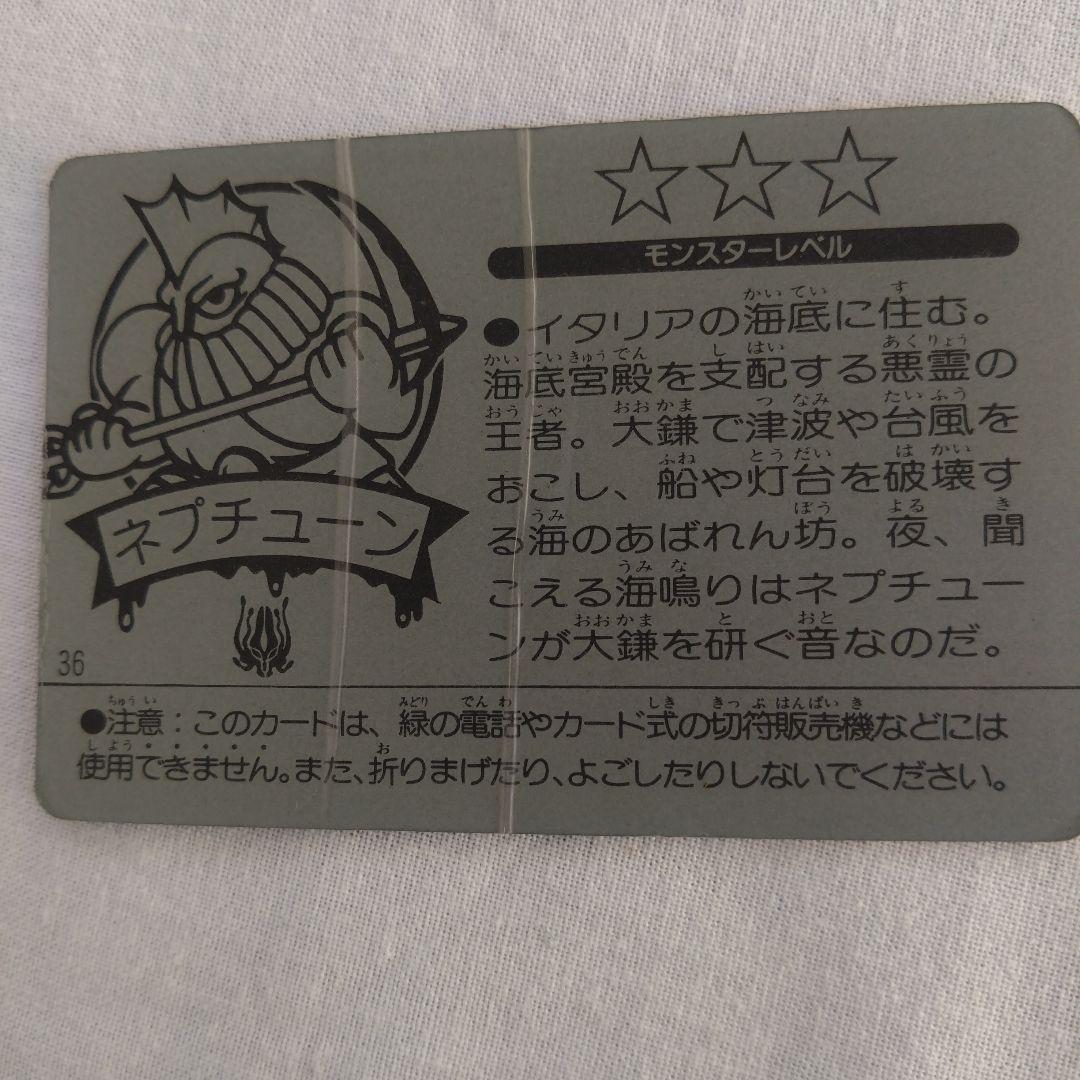 ☆☆☆
モンスターレベル
●イタリアの海底に住む。
海底宮殿を支配する悪霊の
王者。大鎌で津波や台風を
おこし、船や灯台を破壊す
る海のあばれん坊。夜、聞
こえる海鳴りはネプチュー
ンが大鎌を研ぐ音なのだ。
ネプチューン
36
●注意：このカードは、緑の電話やカード式の切符販売機などには
使用できません。また、折りまげたり、よごしたりしないでください。